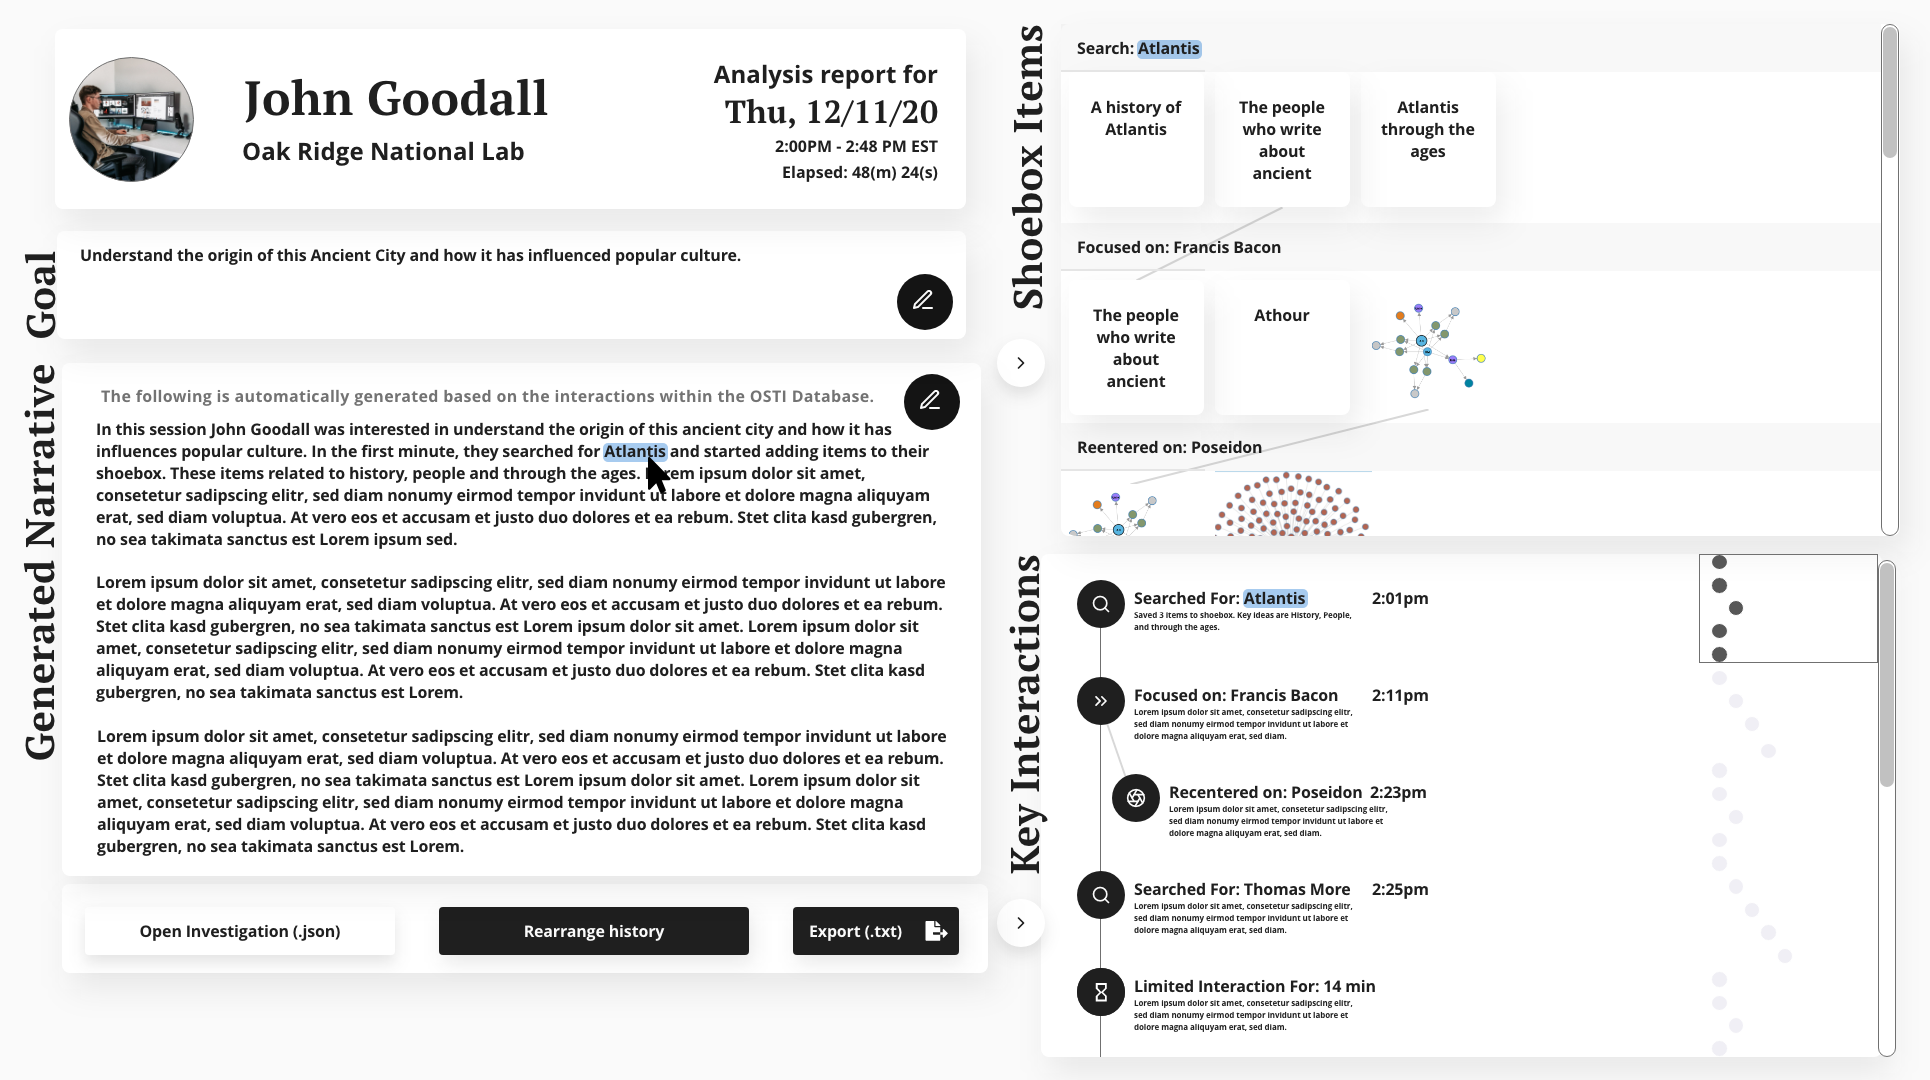 John Goodall
Oak Ridge National Lab
Analysis report for
Thu, 12/11/20
2:00PM - 2:48 PM EST
Elapsed: 48(m) 24(s)
Goal
Understand the origin of this Ancient City and how it has influenced popular culture.
Generated Narrative
The following is automatically generated based on the interactions within the OSTI Database.
In this session John Goodall was interested in understand the origin of this ancient city and how it has
influences popular culture. In the first minute, they searched for Atlantis and started adding items to their
shoebox. These items related to history, people and through the ages. Lorem ipsum dolor sit amet,
consetetur sadipscing elitr, sed diam nonumy eirmod tempor invidunt ut labore et dolore magna aliquyam
erat, sed diam voluptua. At vero eos et accusam et justo duo dolores et ea rebum. Stet clita kasd gubergren,
no sea takimata sanctus est Lorem ipsum sed.
Lorem ipsum dolor sit amet, consetetur sadipscing elitr, sed diam nonumy eirmod tempor invidunt ut labore
et dolore magna aliquyam erat, sed diam voluptua. At vero eos et accusam et justo duo dolores et ea rebum.
Stet clita kasd gubergren, no sea takimata sanctus est Lorem ipsum dolor sit amet. Lorem ipsum dolor sit
amet, consetetur sadipscing elitr, sed diam nonumy eirmod tempor invidunt ut labore et dolore magna
aliquyam erat, sed diam voluptua. At vero eos et accusam et justo duo dolores et ea rebum. Stet clita kasd
gubergren, no sea takimata sanctus est Lorem.
Lorem ipsum dolor sit amet, consetetur sadipscing elitr, sed diam nonumy eirmod tempor invidunt ut labore
et dolore magna aliquyam erat, sed diam voluptua. At vero eos et accusam et justo duo dolores et ea rebum.
Stet clita kasd gubergren, no sea takimata sanctus est Lorem ipsum dolor sit amet. Lorem ipsum dolor sit
amet, consetetur sadipscing elitr, sed diam nonumy eirmod tempor invidunt ut labore et dolore magna
aliquyam erat, sed diam voluptua. At vero eos et accusam et justo duo dolores et ea rebum. Stet clita kasd
gubergren, no sea takimata sanctus est Lorem.
Open Investigation (.json)
Rearrange history
Export (.txt)
Shoebox Items
Search: Atlantis
A history of
Atlantis
The people
who write
about
ancient
Atlantis
through the
ages
Focused on: Francis Bacon
The people
who write
about
ancient
Athour
Reentered on: Poseidon
Key Interactions
Searched For: Atlantis 2:01pm
Saved 3 items to shoebox. Key ideas are History, People,
and through the ages.
Focused on: Francis Bacon 2:11pm
Lorem ipsum dolor sit amet, consetetur sadipscing elitr,
sed diam nonumy eirmod tempor invidunt ut labore et
dolore magna aliquyam erat, sed diam.
Recentered on: Poseidon 2:23pm
Lorem ipsum dolor sit amet, consetetur sadipscing elitr,
sed diam nonumy eirmod tempor invidunt ut labore et
dolore magna aliquyam erat, sed diam.
Searched For: Thomas More 2:25pm
Lorem ipsum dolor sit amet, consetetur sadipscing elitr,
sed diam nonumy eirmod tempor invidunt ut labore et
dolore magna aliquyam erat, sed diam.
Limited Interaction For: 14 min
Lorem ipsum dolor sit amet, consetetur sadipscing elitr,
sed diam nonumy eirmod tempor invidunt ut labore et
dolore magna aliquyam erat, sed diam.